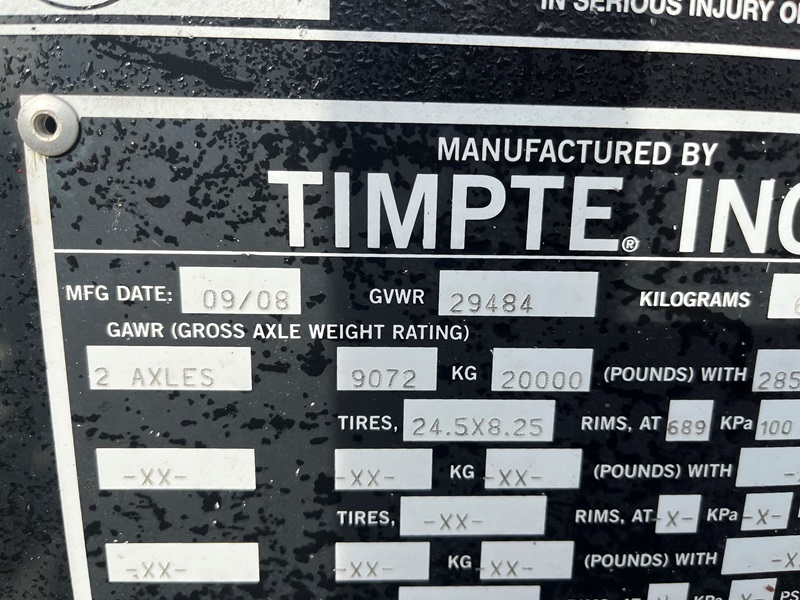 IN SERIOUS INJURY
MANUFACTURED BY
TIMPTE® INC
MFG DATE: 09/08 GVWR 29484 KILOGRAMS
GAWR (GROSS AXLE WEIGHT RATING)
2 AXLES 9072 KG 20000 (POUNDS) WITH 285
TIRES, 24.5X8.25 RIMS, AT 689 KPa 100
-XX- -XX- KG -XX- (POUNDS) WITH
TIRES, -XX- RIMS, AT -X- KPa -X-
-XX- -XX- KG -XX- (POUNDS) WITH